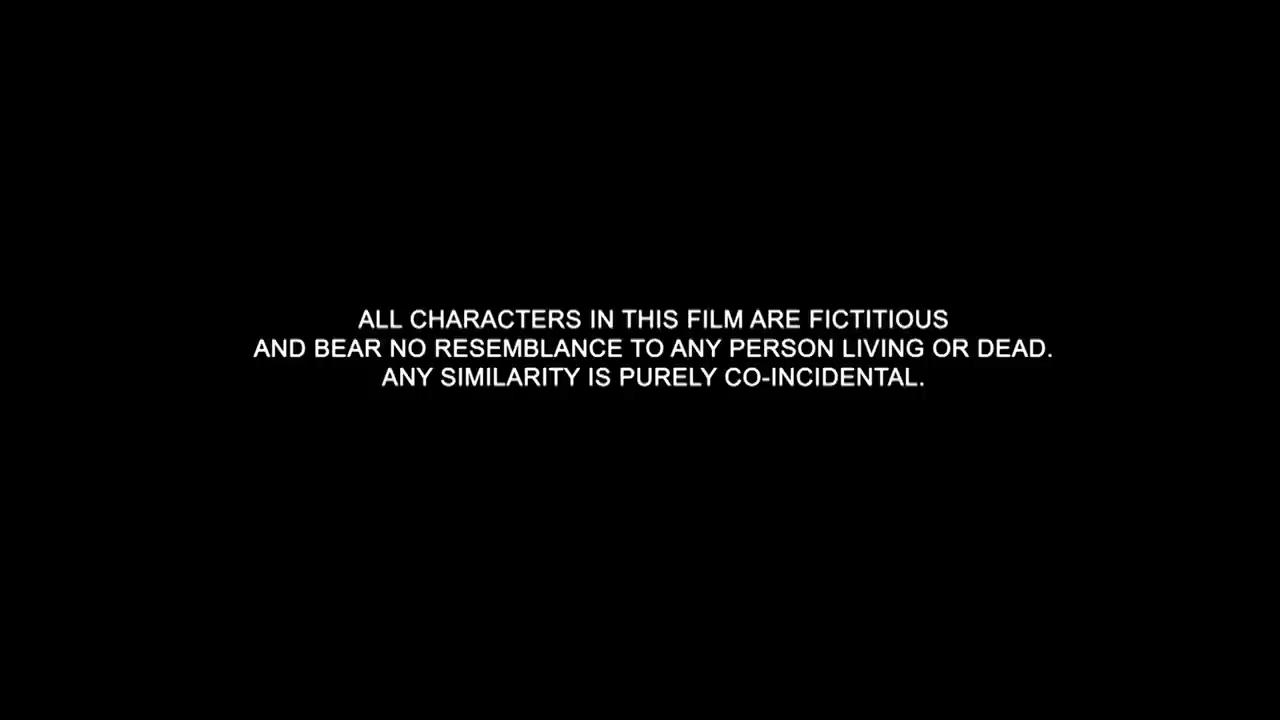 ALL CHARACTERS IN THIS FILM ARE FICTITIOUS
AND BEAR NO RESEMBLANCE TO ANY PERSON LIVING OR DEAD.
ANY SIMILARITY IS PURELY CO-INCIDENTAL.